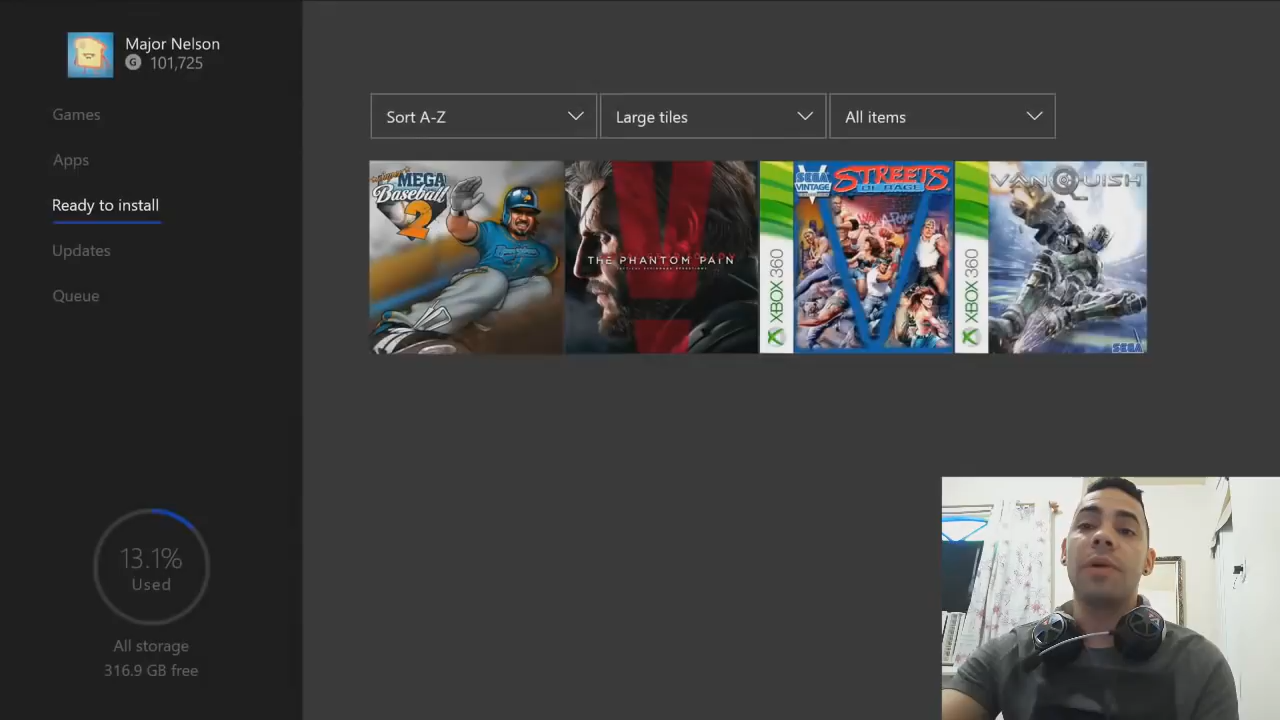 Major Nelson
G 101,725
Games
Apps
Ready to install
Updates
Queue
13.1%
Used
All storage
316.9 GB free
Sort A-Z
Large tiles
All items
MEGA
Baseball
2
V
THE PHANTOM PAIN
XBOX 360
SEGA
VINTAGE
STREETS
OF RAGE
XBOX 360
VANQUISH
SEGA